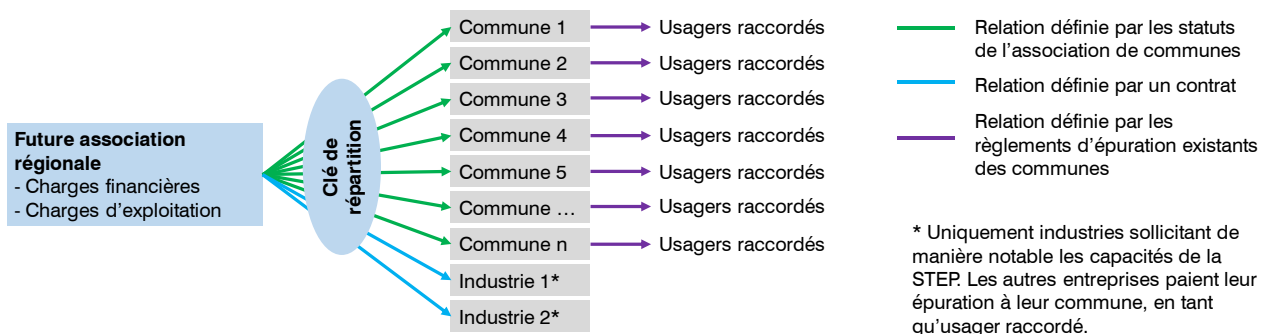 Future association
régionale
- Charges financières
- Charges d'exploitation
Clé de
répartition
Commune 1
Usagers raccordés
Commune 2
Usagers raccordés
Commune 3
Usagers raccordés
Commune 4
Usagers raccordés
Commune 5
Usagers raccordés
Commune …
Usagers raccordés
Commune n
Usagers raccordés
Industrie 1*
Industrie 2*
Relation définie par les statuts
de l'association de communes
Relation définie par un contrat
Relation définie par les
règlements d'épuration existants
des communes
* Uniquement industries sollicitant de
manière notable les capacités de la
STEP. Les autres entreprises paient leur
épuration à leur commune, en tant
qu'usager raccordé.